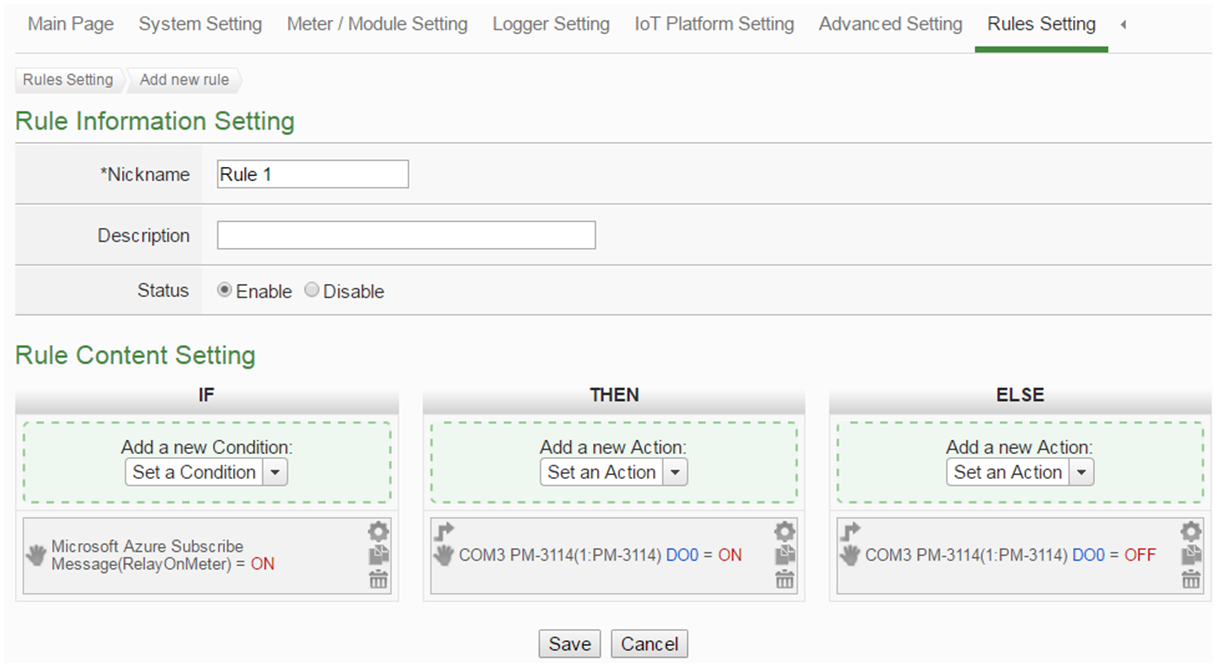 Main Page System Setting Meter / Module Setting Logger Setting IoT Platform Setting Advanced Setting Rules Setting
Rules Setting Add new rule
Rule Information Setting
*Nickname Rule 1
Description
Status Enable Disable
Rule Content Setting
IF THEN ELSE
Add a new Condition: Add a new Action: Add a new Action:
Set a Condition Set an Action Set an Action
Microsoft Azure Subscribe
Message(RelayOnMeter) = ON
COM3 PM-3114(1:PM-3114) DO0 = ON
COM3 PM-3114(1:PM-3114) DO0 = OFF
Save Cancel